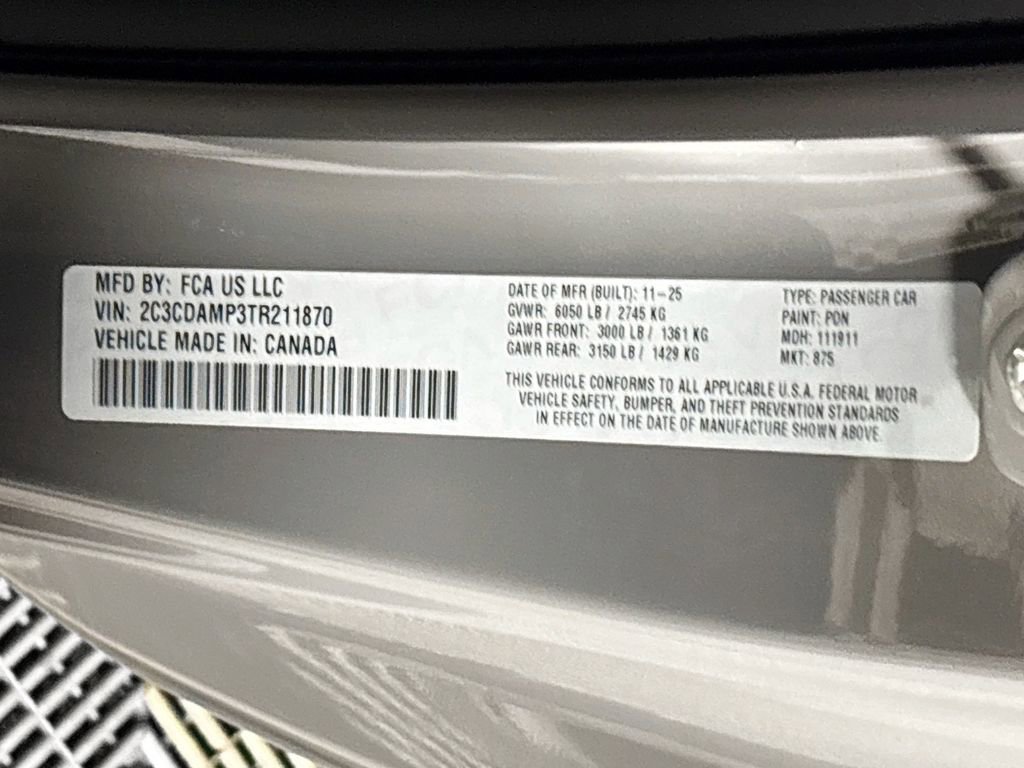 MFD BY: FCA US LLC
VIN: 2C3CDAMP3TR211870
VEHICLE MADE IN: CANADA
DATE OF MFR (BUILT): 11-25
GVWR: 6050 LB / 2745 KG
GAWR FRONT: 3000 LB / 1361 KG
GAWR REAR: 3150 LB / 1429 KG
TYPE: PASSENGER CAR
PAINT: PDN
MDH: 111911
MKT: 875
THIS VEHICLE CONFORMS TO ALL APPLICABLE U.S.A. FEDERAL MOTOR
VEHICLE SAFETY, BUMPER, AND THEFT PREVENTION STANDARDS
IN EFFECT ON THE DATE OF MANUFACTURE SHOWN ABOVE.